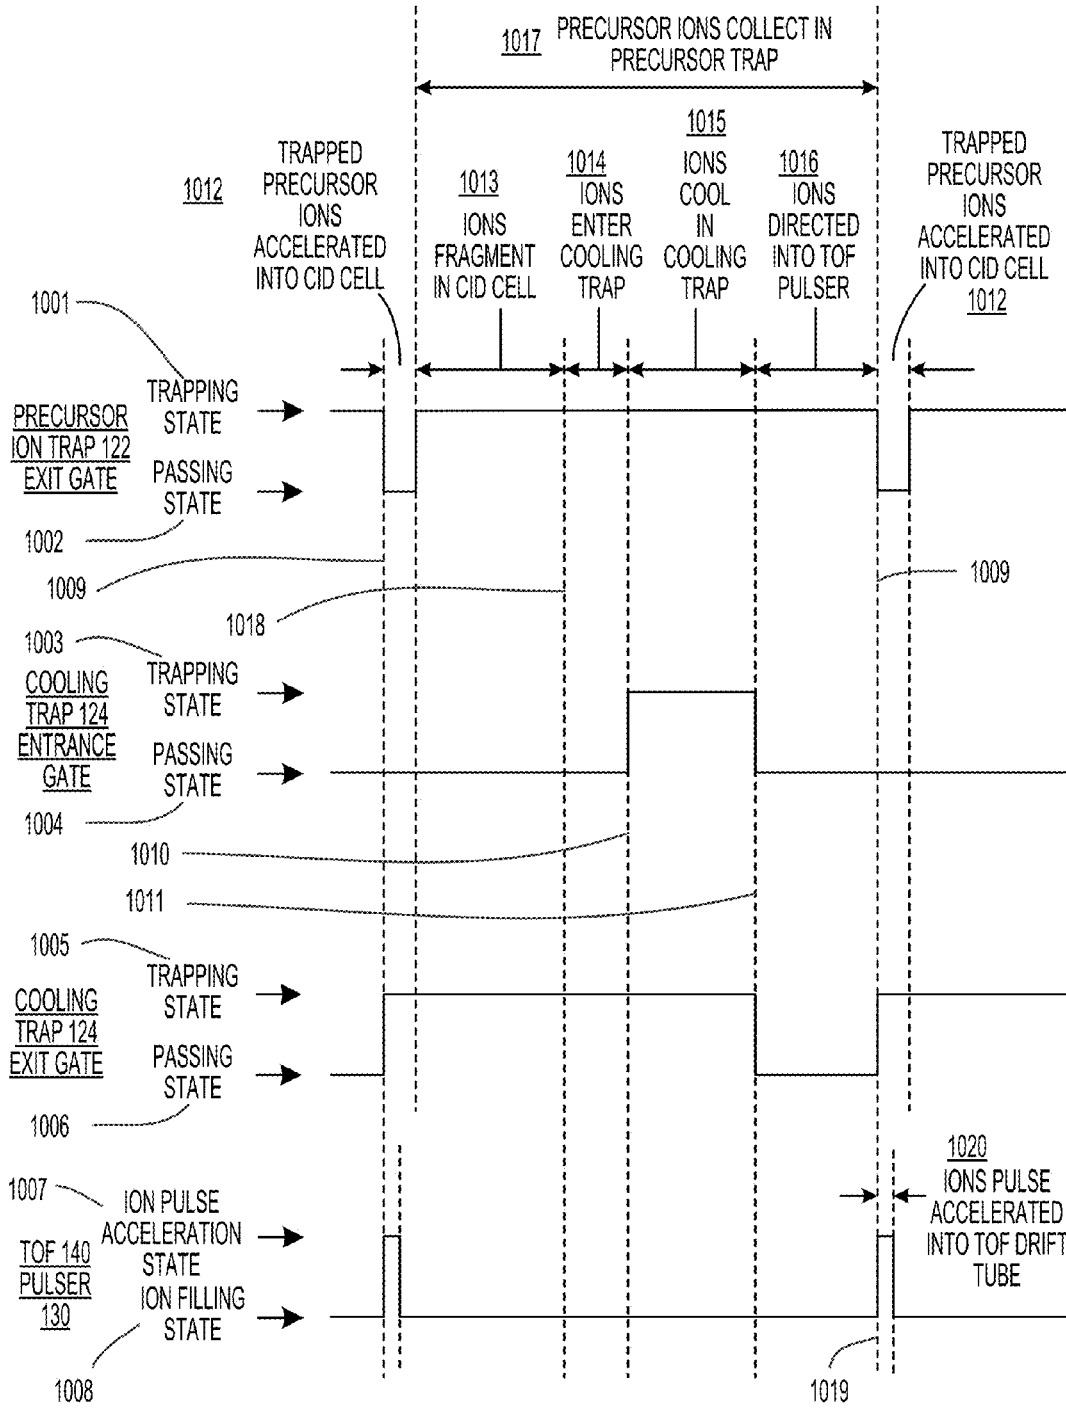 1017 PRECURSOR IONS COLLECT IN
PRECURSOR TRAP
1012
TRAPPED
PRECURSOR
IONS
ACCELERATED
INTO CID CELL
1013
IONS
FRAGMENT
IN CID CELL
1014
IONS
ENTER
COOLING
TRAP
1015
IONS
COOL
IN
COOLING
TRAP
1016
IONS
DIRECTED
INTO TOF
PULSER
TRAPPED
PRECURSOR
IONS
ACCELERATED
INTO CID CELL
1012
1001
TRAPPING
STATE
PRECURSOR
ION TRAP 122
EXIT GATE
PASSING
STATE
1002
1009
1009
1018
1003
TRAPPING
STATE
COOLING
TRAP 124
ENTRANCE
GATE
PASSING
STATE
1004
1010
1011
1005
TRAPPING
STATE
COOLING
TRAP 124
EXIT GATE
PASSING
STATE
1006
1007
ION PULSE
ACCELERATION
STATE
TOF 140
PULSER
130
ION FILLING
STATE
1008
1020
IONS PULSE
ACCELERATED
INTO TOF DRIFT
TUBE
1019